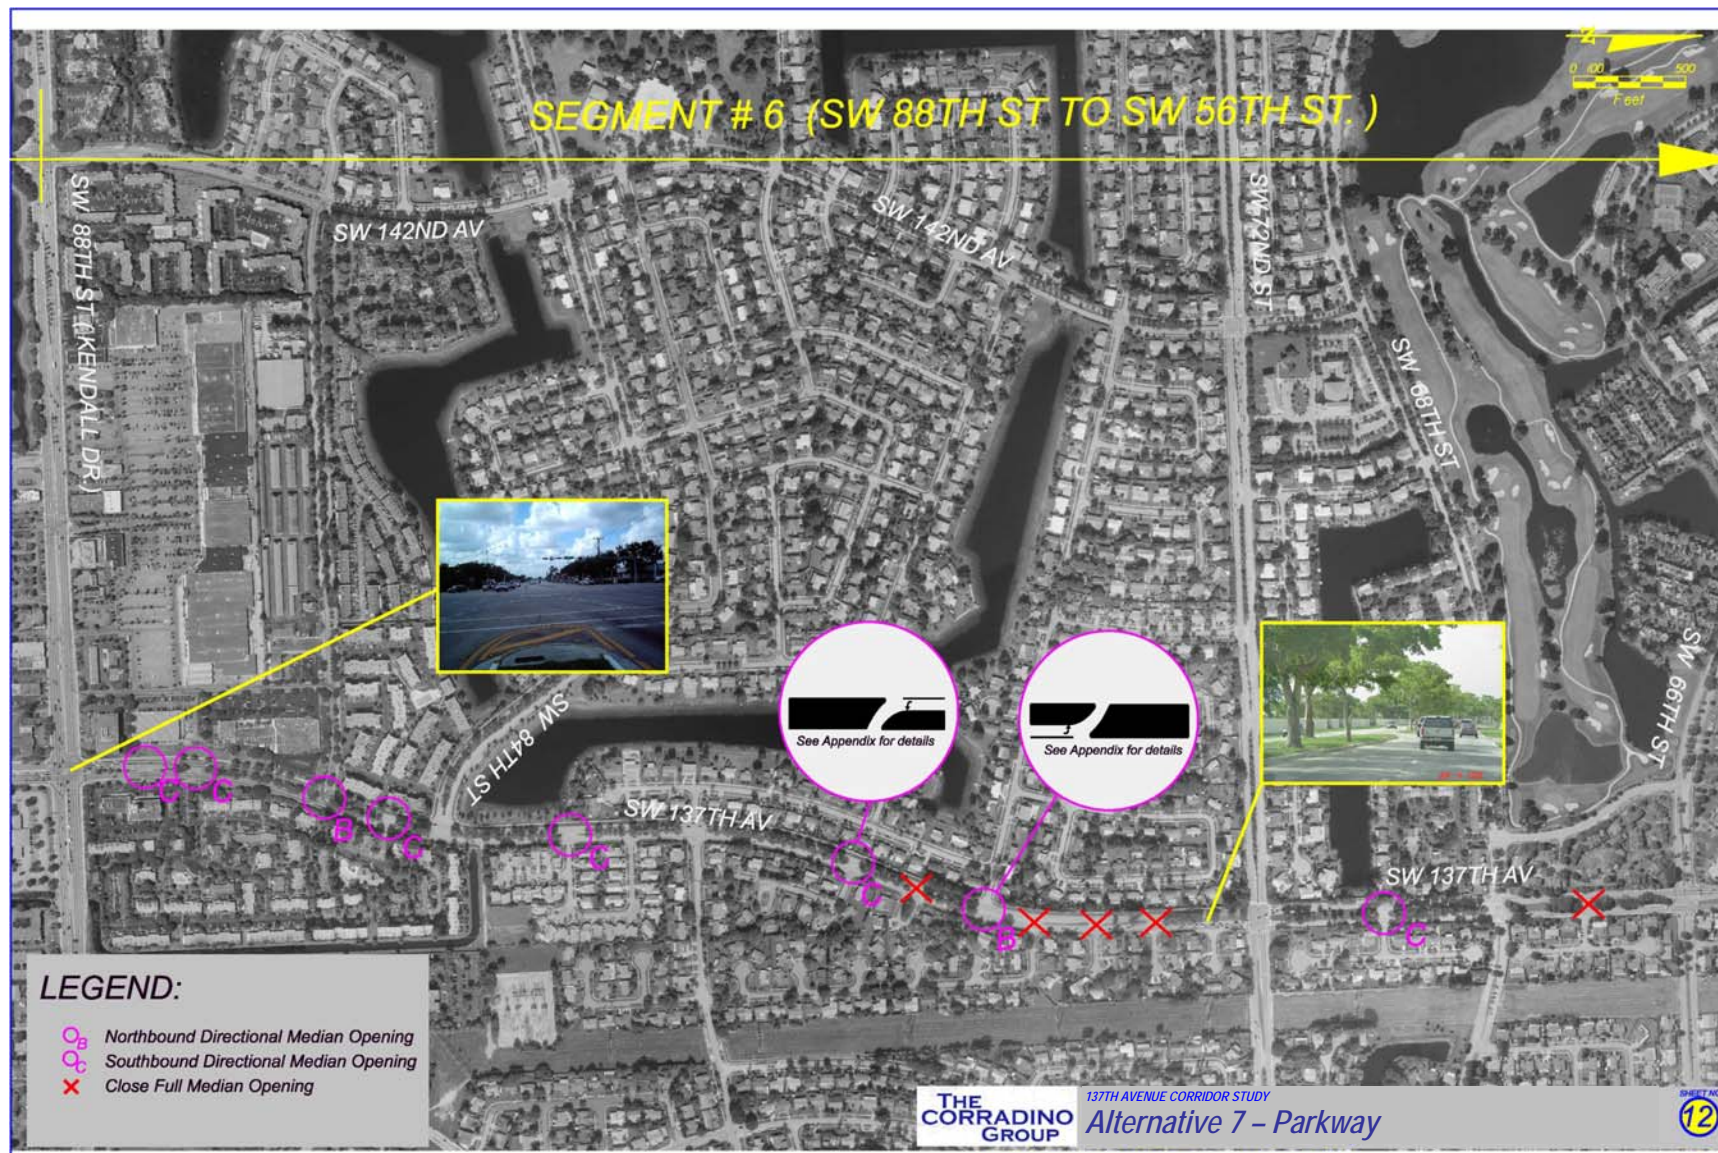 N
0 100 500
Feet
SEGMENT # 6 (SW 88TH ST TO SW 56TH ST. )
SW 88TH ST (KENDALL DR.)
SW 142ND AV
SW 142ND AV
SW 72ND ST
SW 68TH ST
SW 66TH ST
SW 84TH ST
See Appendix for details
See Appendix for details
SW 137TH AV
SW 137TH AV
C
C
B
C
C
C
B
C
LEGEND:
B Northbound Directional Median Opening
C Southbound Directional Median Opening
Close Full Median Opening
THE
CORRADINO
GROUP
137TH AVENUE CORRIDOR STUDY
Alternative 7 – Parkway
SHEET NO
12